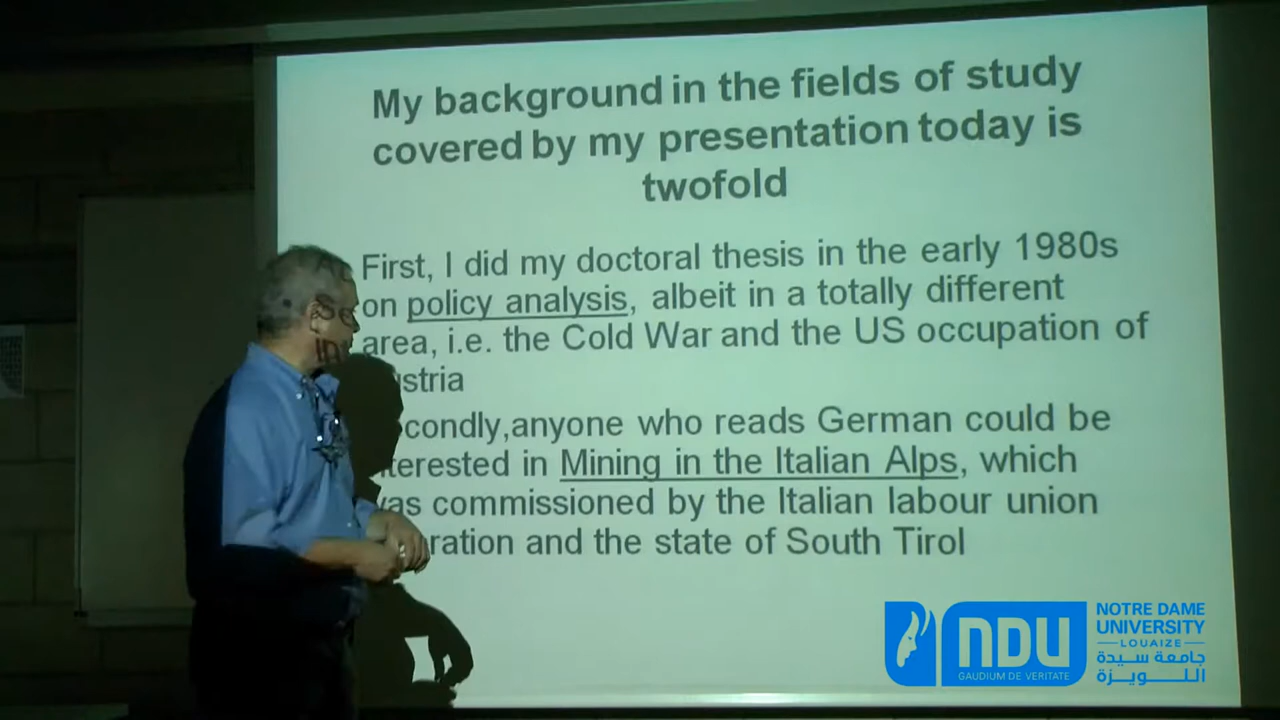 My background in the fields of study
covered by my presentation today is
twofold
First, I did my doctoral thesis in the early 1980s
on policy analysis, albeit in a totally different
area, i.e. the Cold War and the US occupation of
stria
condly,anyone who reads German could be
terested in Mining in the Italian Alps, which
was commissioned by the Italian labour union
ration and the state of South Tirol
NDU
GAUDIUM DE VERITATE
NOTRE DAME
UNIVERSITY
LOUAIZE
جامعة سيدة
اللويزة